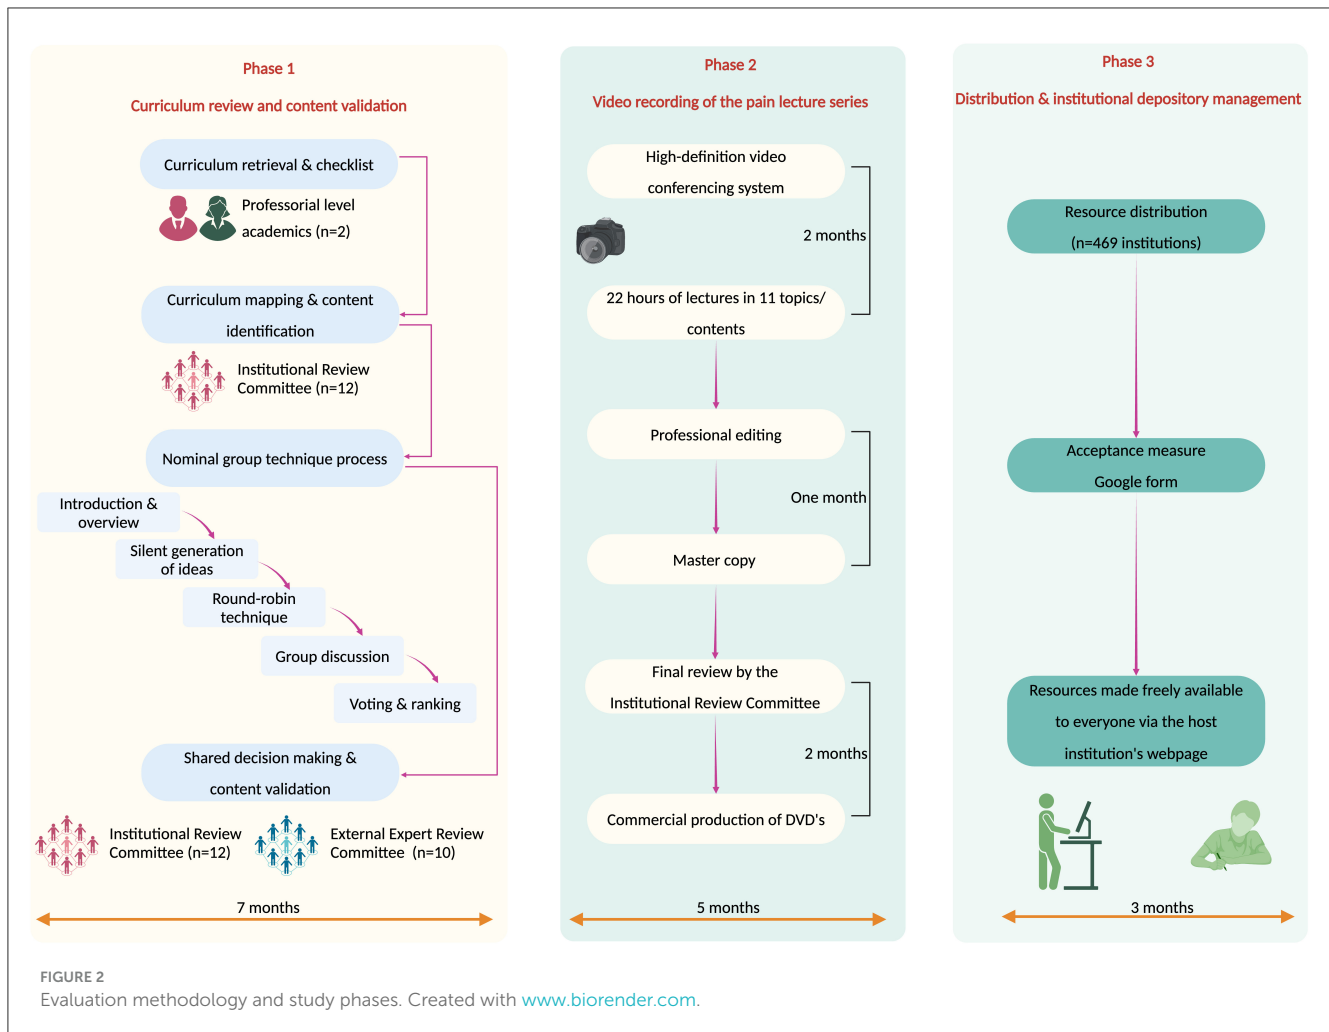 Phase 1
Curriculum review and content validation
Curriculum retrieval & checklist
Professorial level
academics (n=2)
Curriculum mapping & content
identification
Institutional Review
Committee (n=12)
Nominal group technique process
Introduction &
overview
Silent generation
of ideas
Round-robin
technique
Group discussion
Voting & ranking
Shared decision making &
content validation
Institutional Review
Committee (n=12)
External Expert Review
Committee (n=10)
7 months
Phase 2
Video recording of the pain lecture series
High-definition video
conferencing system
2 months
22 hours of lectures in 11 topics/
contents
Professional editing
One month
Master copy
Final review by the
Institutional Review Committee
2 months
Commercial production of DVD's
5 months
Phase 3
Distribution & institutional depository management
Resource distribution
(n=469 institutions)
Acceptance measure
Google form
Resources made freely available
to everyone via the host
institution's webpage
3 months
FIGURE 2
Evaluation methodology and study phases. Created with www.biorender.com.